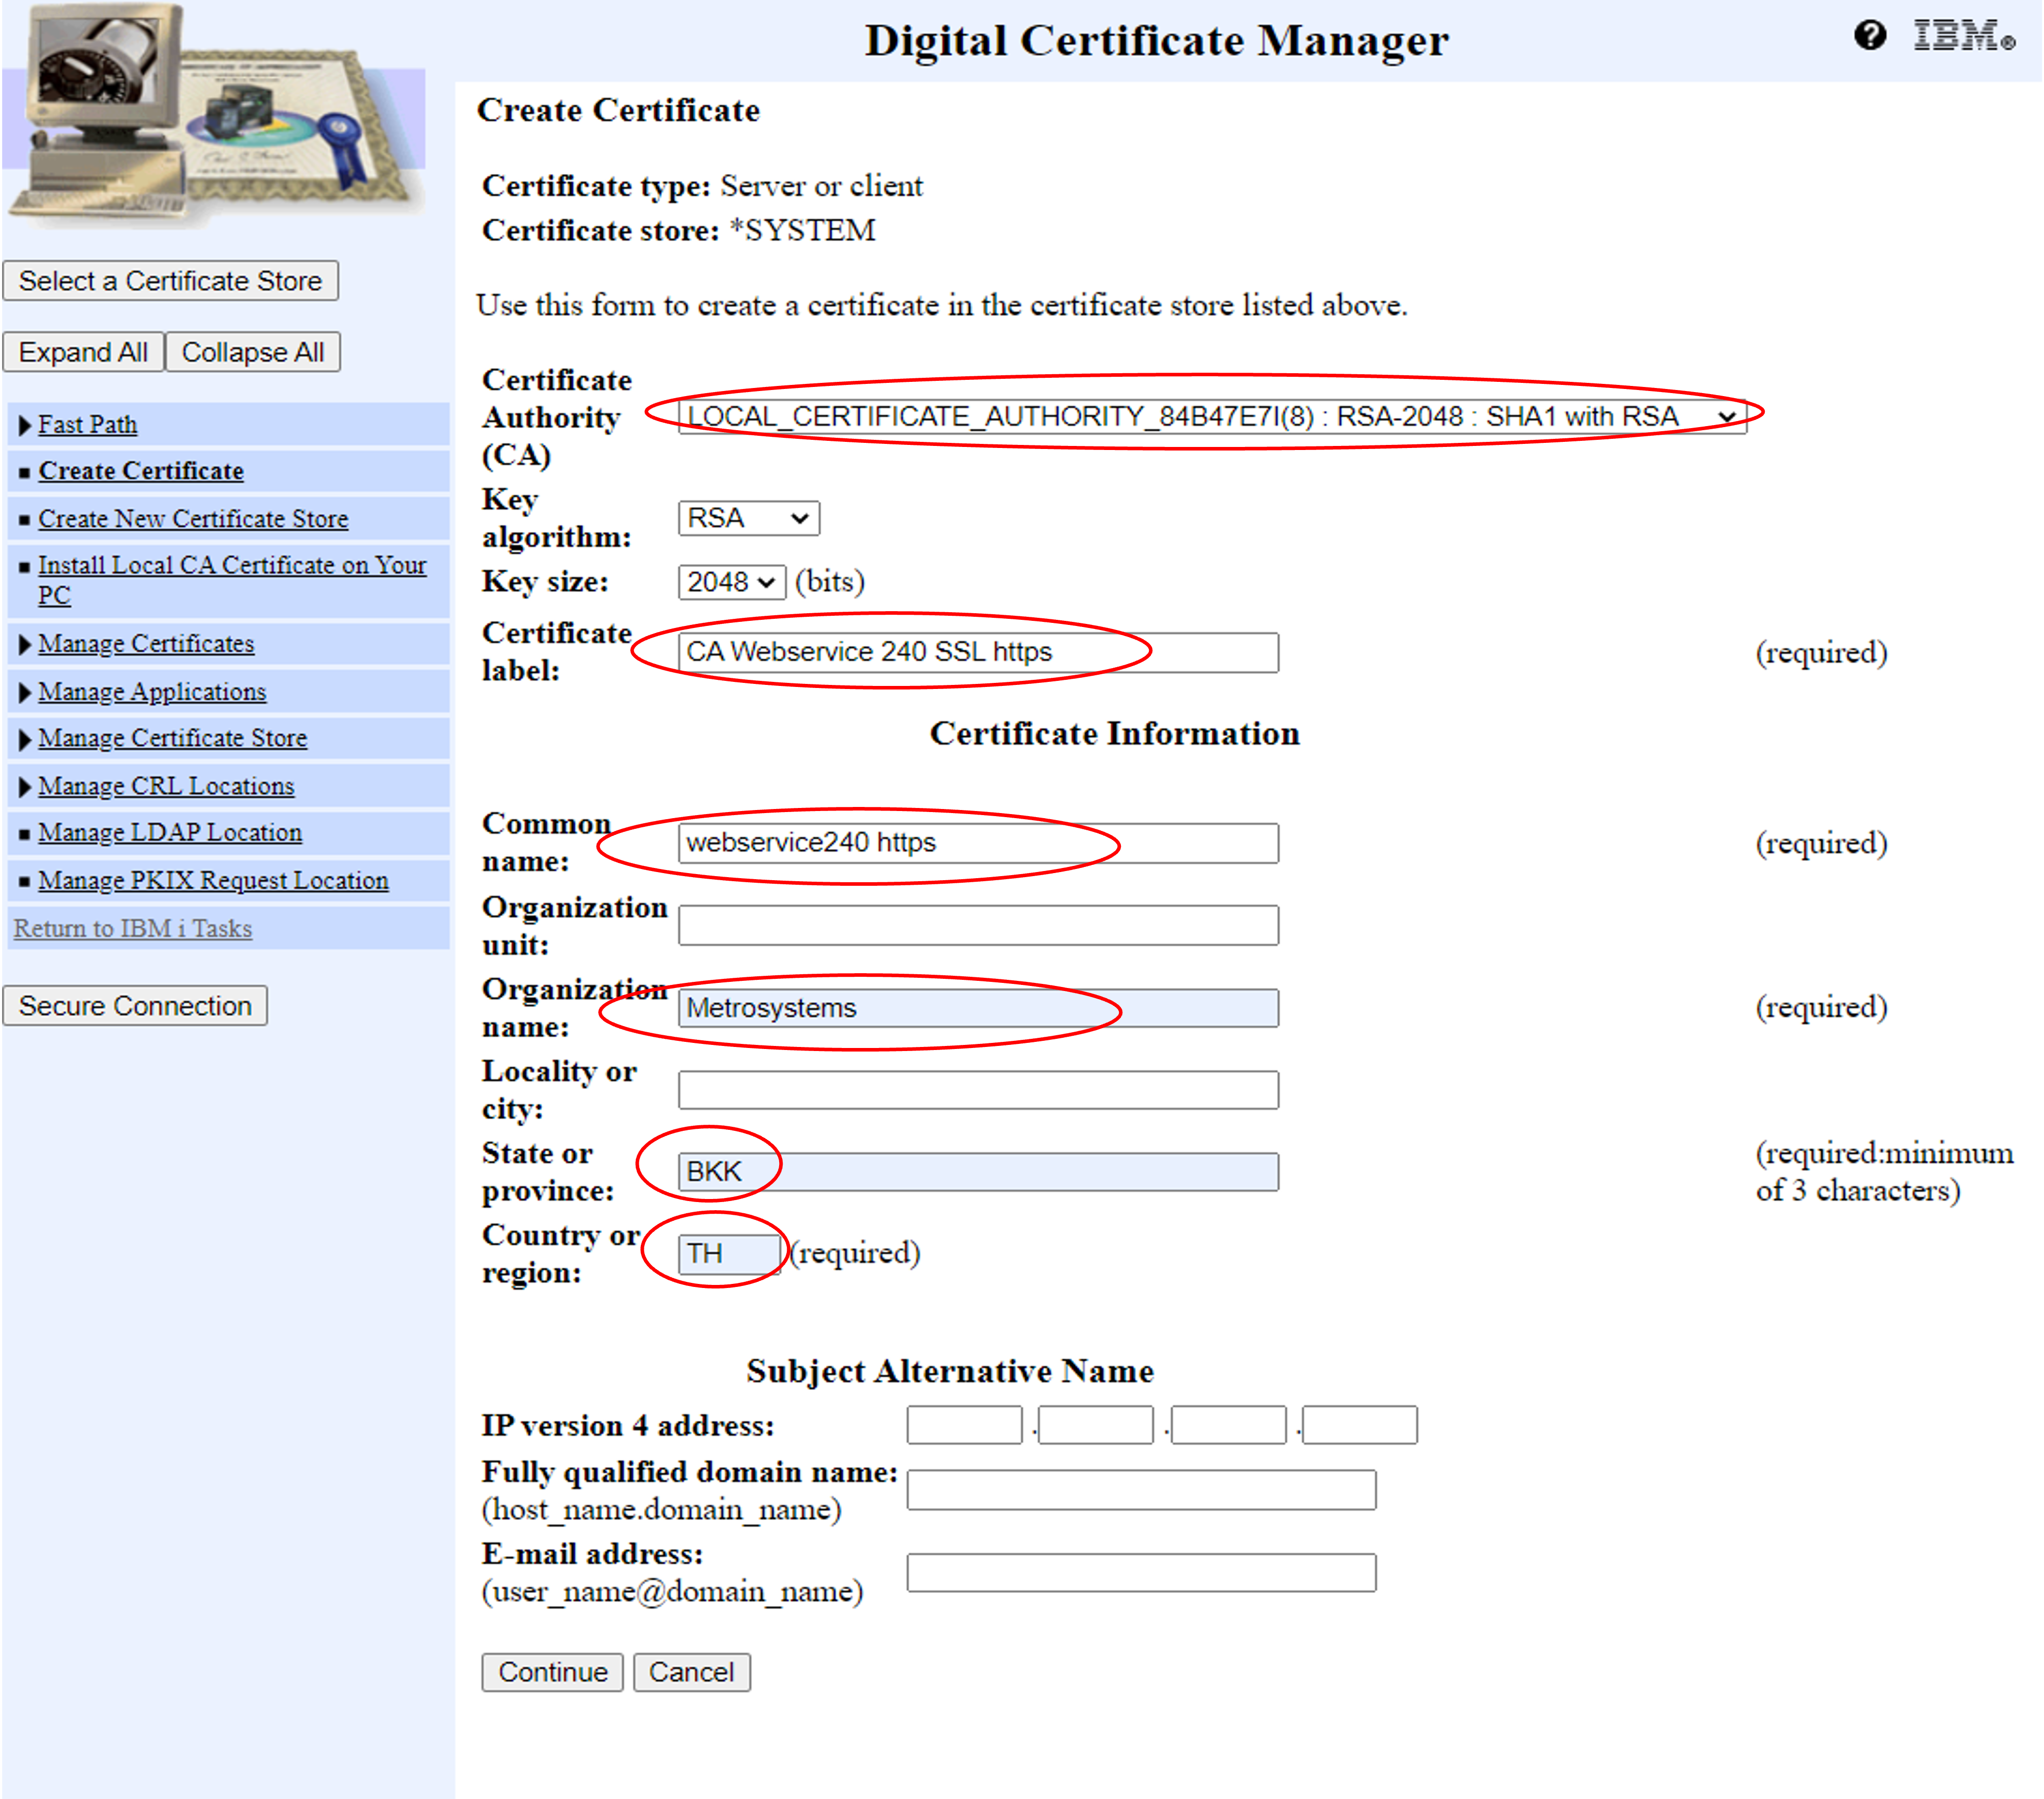 Digital Certificate Manager
IBM®
Select a Certificate Store
Expand All Collapse All
Fast Path
Create Certificate
Create New Certificate Store
Install Local CA Certificate on Your
PC
Manage Certificates
Manage Applications
Manage Certificate Store
Manage CRL Locations
Manage LDAP Location
Manage PKIX Request Location
Return to IBM i Tasks
Secure Connection
Create Certificate
Certificate type: Server or client
Certificate store: *SYSTEM
Use this form to create a certificate in the certificate store listed above.
Certificate
Authority
(CA)
LOCAL_CERTIFICATE_AUTHORITY_84B47E7I(8) : RSA-2048 : SHA1 with RSA
Key
algorithm:
RSA
Key size: 2048 (bits)
Certificate
label:
CA Webservice 240 SSL https
(required)
Certificate Information
Common
name:
webservice240 https
(required)
Organization
unit:
Organization
name:
Metrosystems
(required)
Locality or
city:
State or
province:
BKK
(required:minimum
of 3 characters)
Country or
region:
TH
(required)
Subject Alternative Name
IP version 4 address: . . .
Fully qualified domain name:
(host_name.domain_name)
E-mail address:
(user_name@domain_name)
Continue Cancel